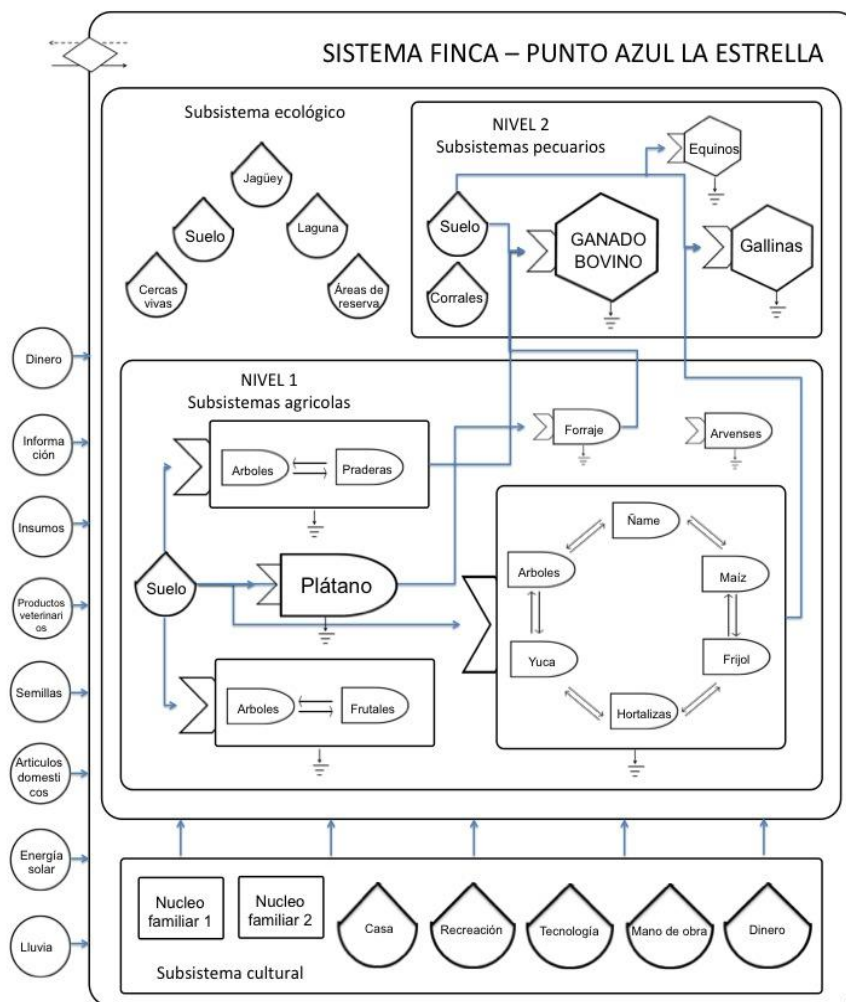 SISTEMA FINCA – PUNTO AZUL LA ESTRELLA
Subsistema ecológico
Jagüey
Suelo
Laguna
Cercas
vivas
Áreas de
reserva
NIVEL 2
Subsistemas pecuarios
Equinos
Suelo
GANADO
BOVINO
Gallinas
Corrales
Dinero
Informa
ción
Insumos
Productos
veterinari
os
Semillas
Articulos
domesti
cos
Energía
solar
Lluvia
NIVEL 1
Subsistemas agricolas
Arboles
Praderas
Forraje
Arvenses
Suelo
Plátano
Arboles
Frutales
Ñame
Arboles
Maíz
Yuca
Frijol
Hortalizas
Nucleo
familiar 1
Nucleo
familiar 2
Casa
Recreación
Tecnología
Mano de obra
Dinero
Subsistema cultural